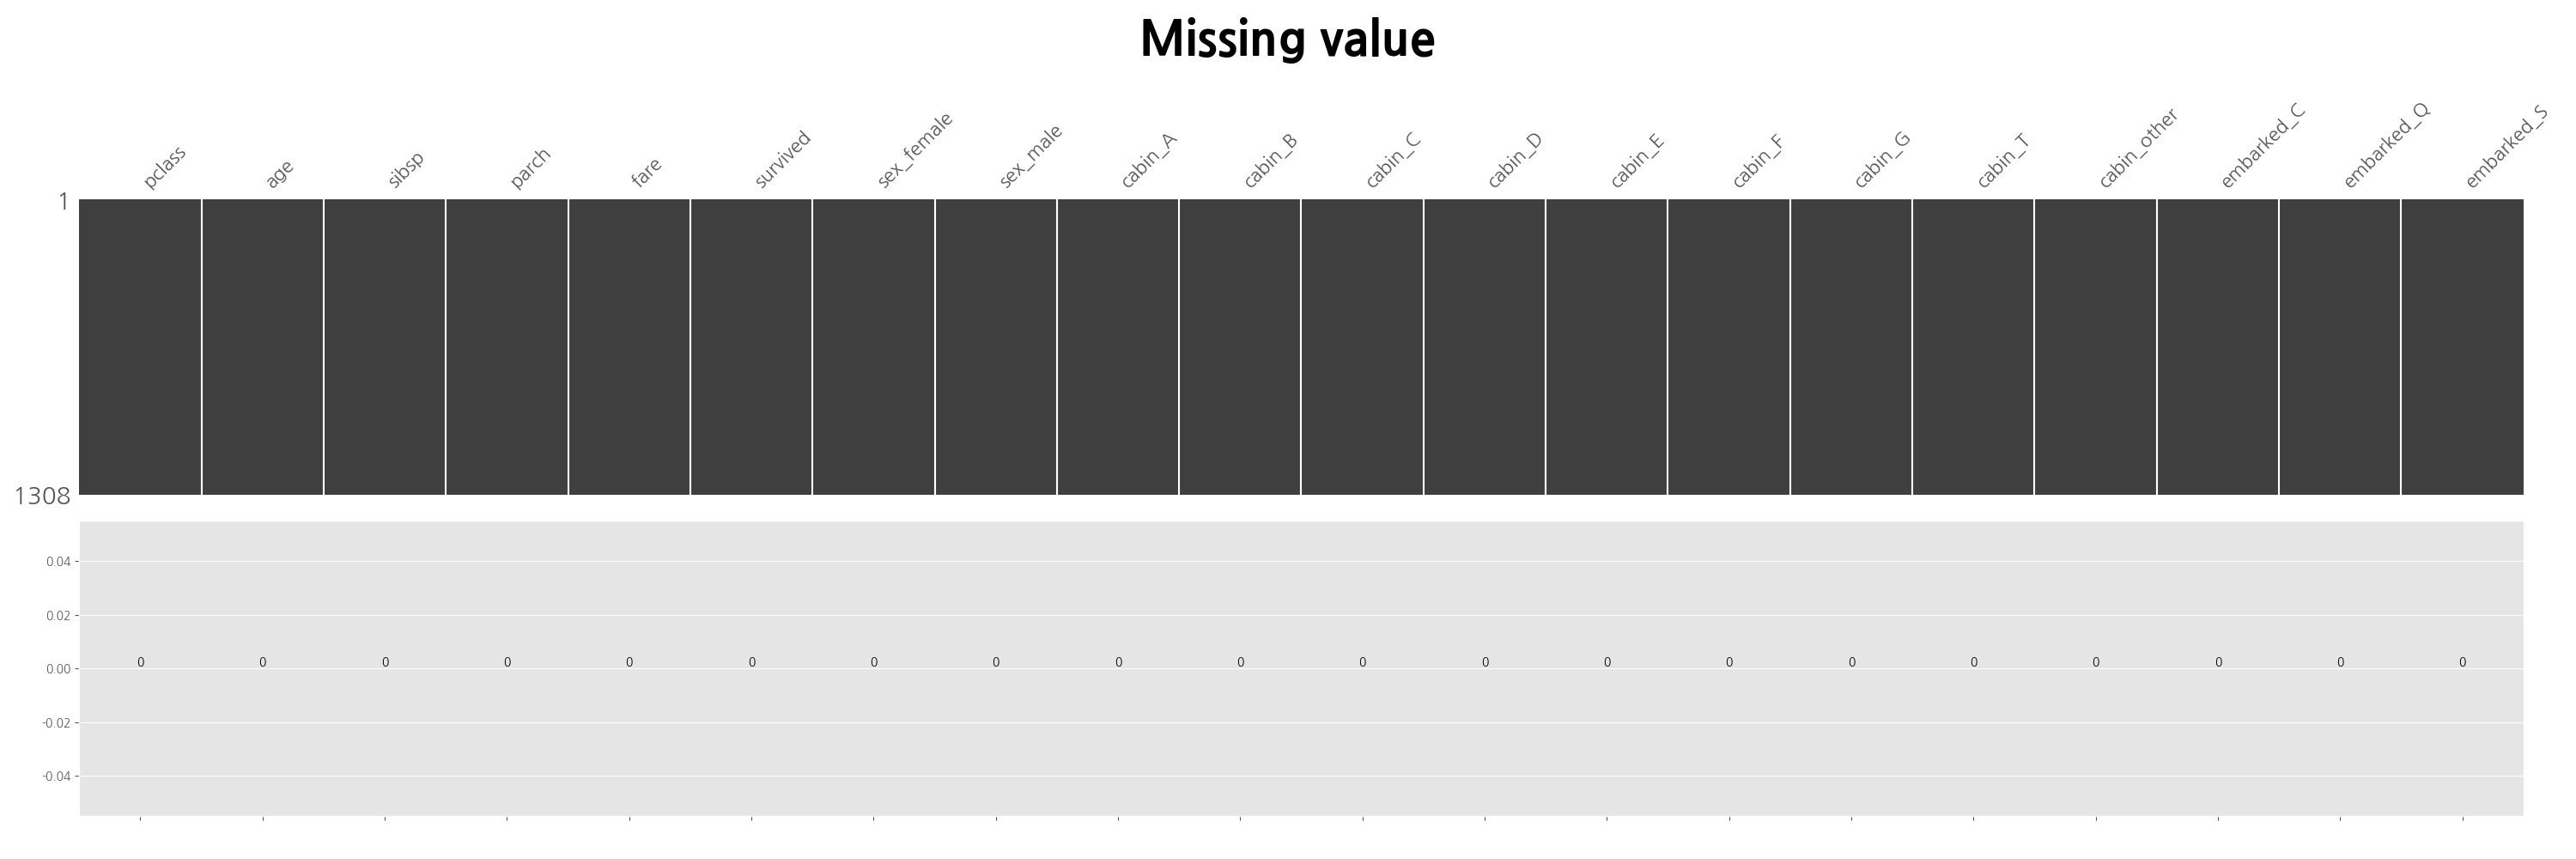 Missing value
pclass age sibsp parch fare survived sex_female sex_male cabin_A cabin_B cabin_C cabin_D cabin_E cabin_F cabin_G cabin_T cabin_other embarked_C embarked_Q embarked_S
1
1308
0.04
0.02
0.00
-0.02
-0.04
0 0 0 0 0 0 0 0 0 0 0 0 0 0 0 0 0 0 0 0